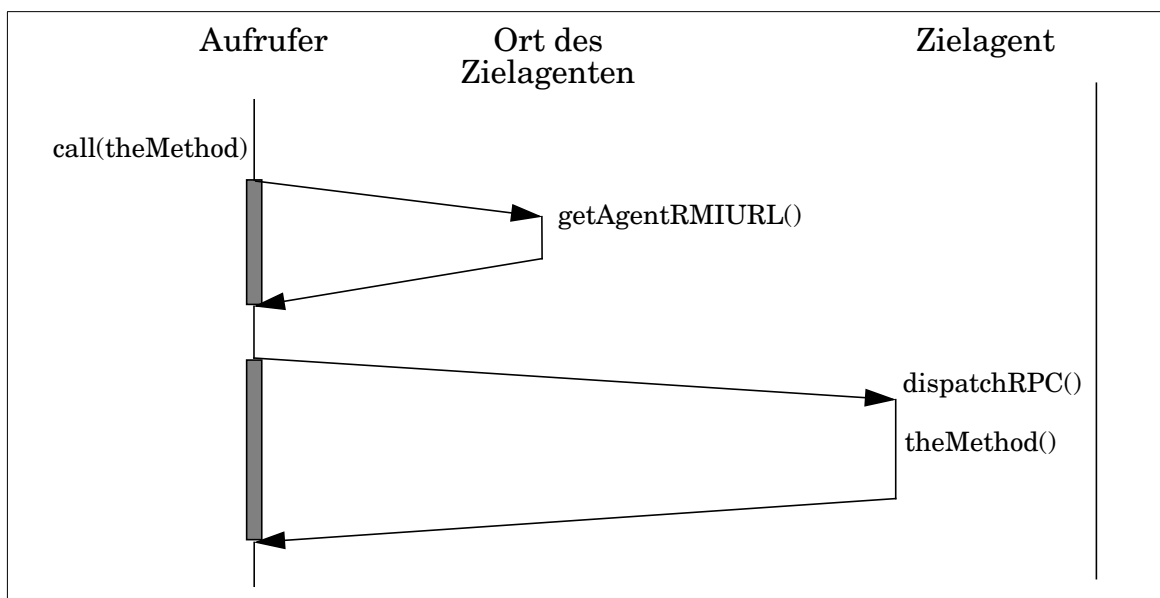 Aufrufer
Ort des
Zielagenten
Zielagent
call(theMethod)
getAgentRMIURL()
dispatchRPC()
theMethod()